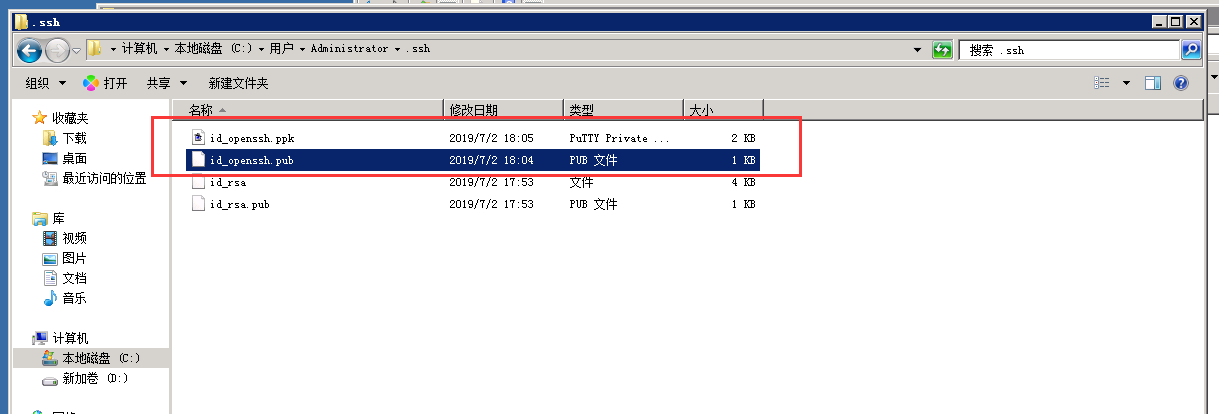 .ssh
计算机 本地磁盘 (C:) 用户 Administrator .ssh
搜索 .ssh
组织 打开 共享 新建文件夹
名称 修改日期 类型 大小
收藏夹
下载
桌面
最近访问的位置
库
视频
图片
文档
音乐
计算机
本地磁盘 (C:)
新加卷 (D:)
id_openssh.ppk 2019/7/2 18:05 PuTTY Private ... 2 KB
id_openssh.pub 2019/7/2 18:04 PUB 文件 1 KB
id_rsa 2019/7/2 17:53 文件 4 KB
id_rsa.pub 2019/7/2 17:53 PUB 文件 1 KB